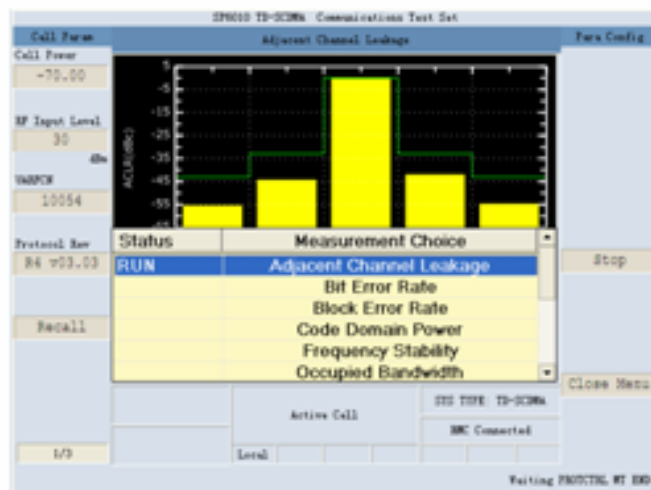 SP6010 TD-SCDMA Communications Test Set
Call Param
Adjacent Channel Leakage
Para Config
Cell Power
-70.00
RF Input Level
30
dBm
UARFCN
10054
Protocol Rev
R4 v03.03
Recall
1/3
ACLR(dBc)
5
-5
-15
-25
-35
-45
-55
Status Measurement Choice
RUN Adjacent Channel Leakage
Bit Error Rate
Block Error Rate
Code Domain Power
Frequency Stability
Occupied Bandwidth
Stop
Close Menu
Active Cell
SYS TYPE: TD-SCDMA
RMC Connected
Local
Waiting PROTCTRL MT END